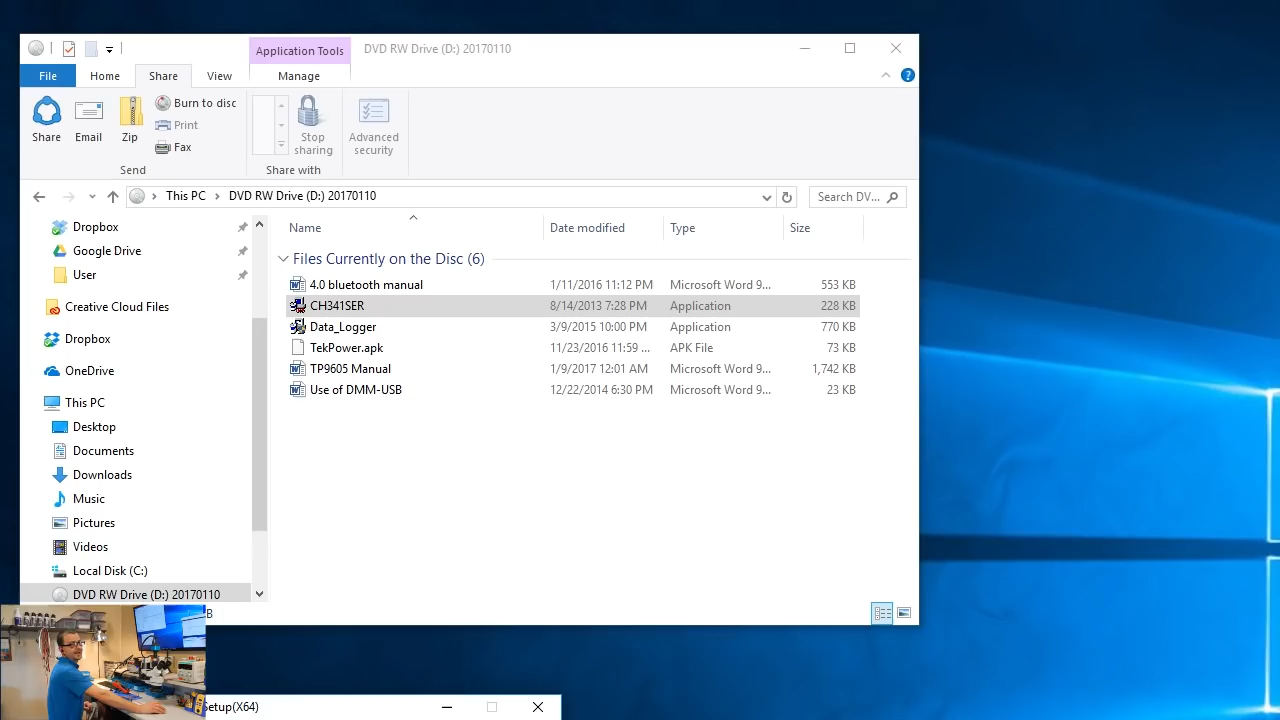 Application Tools
DVD RW Drive (D:) 20170110
File
Home
Share
View
Manage
Share
Email
Zip
Burn to disc
Print
Fax
Stop sharing
Advanced security
Send
Share with
This PC
DVD RW Drive (D:) 20170110
Search DV...
Dropbox
Google Drive
User
Creative Cloud Files
Dropbox
OneDrive
This PC
Desktop
Documents
Downloads
Music
Pictures
Videos
Local Disk (C:)
DVD RW Drive (D:) 20170110
Name Date modified Type Size
Files Currently on the Disc (6)
4.0 bluetooth manual 1/11/2016 11:12 PM Microsoft Word 9... 553 KB
CH341SER 8/14/2013 7:28 PM Application 228 KB
Data_Logger 3/9/2015 10:00 PM Application 770 KB
TekPower.apk 11/23/2016 11:59 ... APK File 73 KB
TP9605 Manual 1/9/2017 12:01 AM Microsoft Word 9... 1,742 KB
Use of DMM-USB 12/22/2014 6:30 PM Microsoft Word 9... 23 KB
Setup(X64)